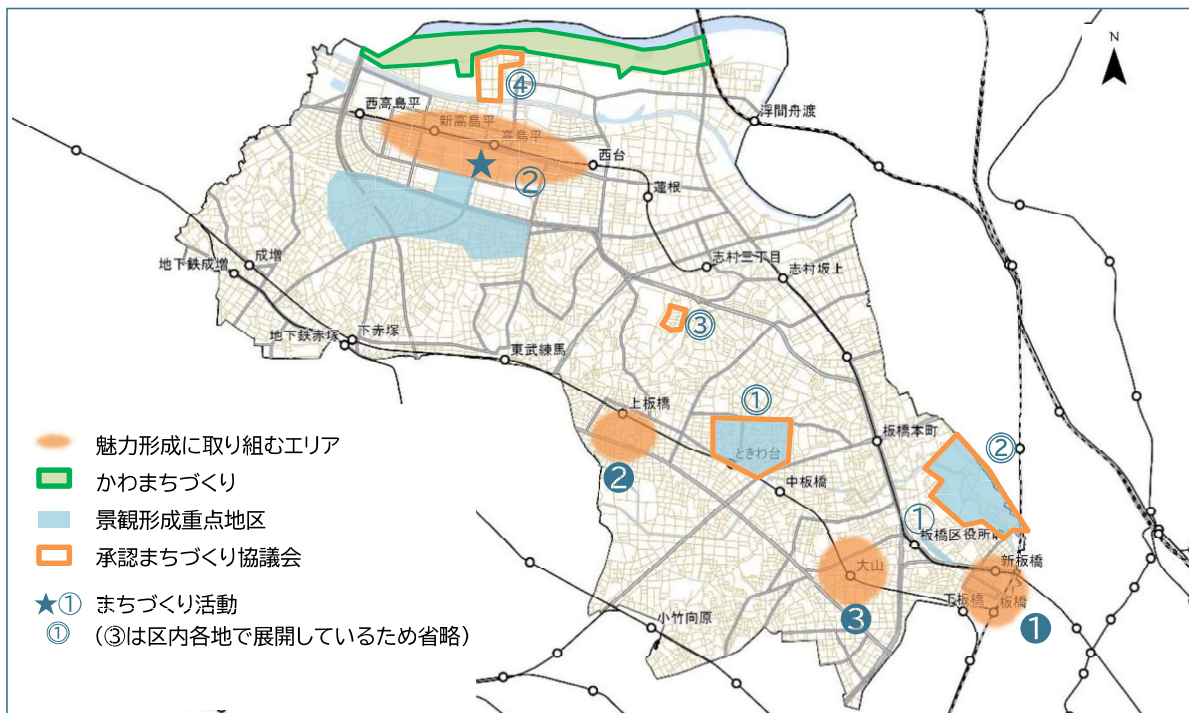 N
④
西高島平
新高島平
高島平
浮間舟渡
西台
★
②
蓮根
成増
地下鉄成増
志村三丁目
志村坂上
③
地下鉄赤塚
下赤塚
東武練馬
上板橋
①
ときわ台
板橋本町
②
❷
中板橋
①
板橋区役所前
大山
新板橋
下板橋
板橋
❸
❶
小竹向原
魅力形成に取り組むエリア
かわまちづくり
景観形成重点地区
承認まちづくり協議会
★① まちづくり活動
① (③は区内各地で展開しているため省略)